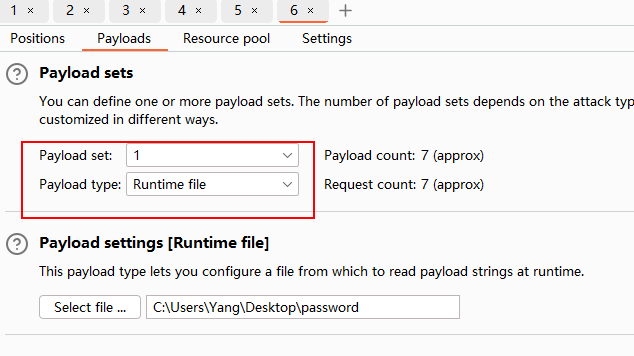 1 × 2 × 3 × 4 × 5 × 6 × +
Positions Payloads Resource pool Settings
? Payload sets
You can define one or more payload sets. The number of payload sets depends on the attack typ
customized in different ways.
Payload set: 1 Payload count: 7 (approx)
Payload type: Runtime file Request count: 7 (approx)
? Payload settings [Runtime file]
This payload type lets you configure a file from which to read payload strings at runtime.
Select file ... C:\Users\Yang\Desktop\password